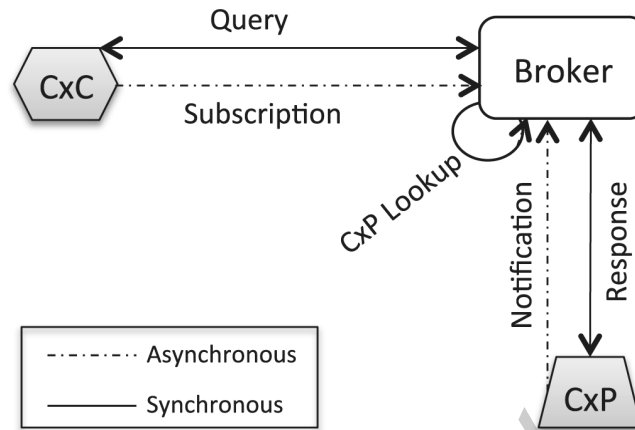 Query
CxC
Broker
Subscription
CxP Lookup
Notification
Response
Asynchronous
Synchronous
CxP